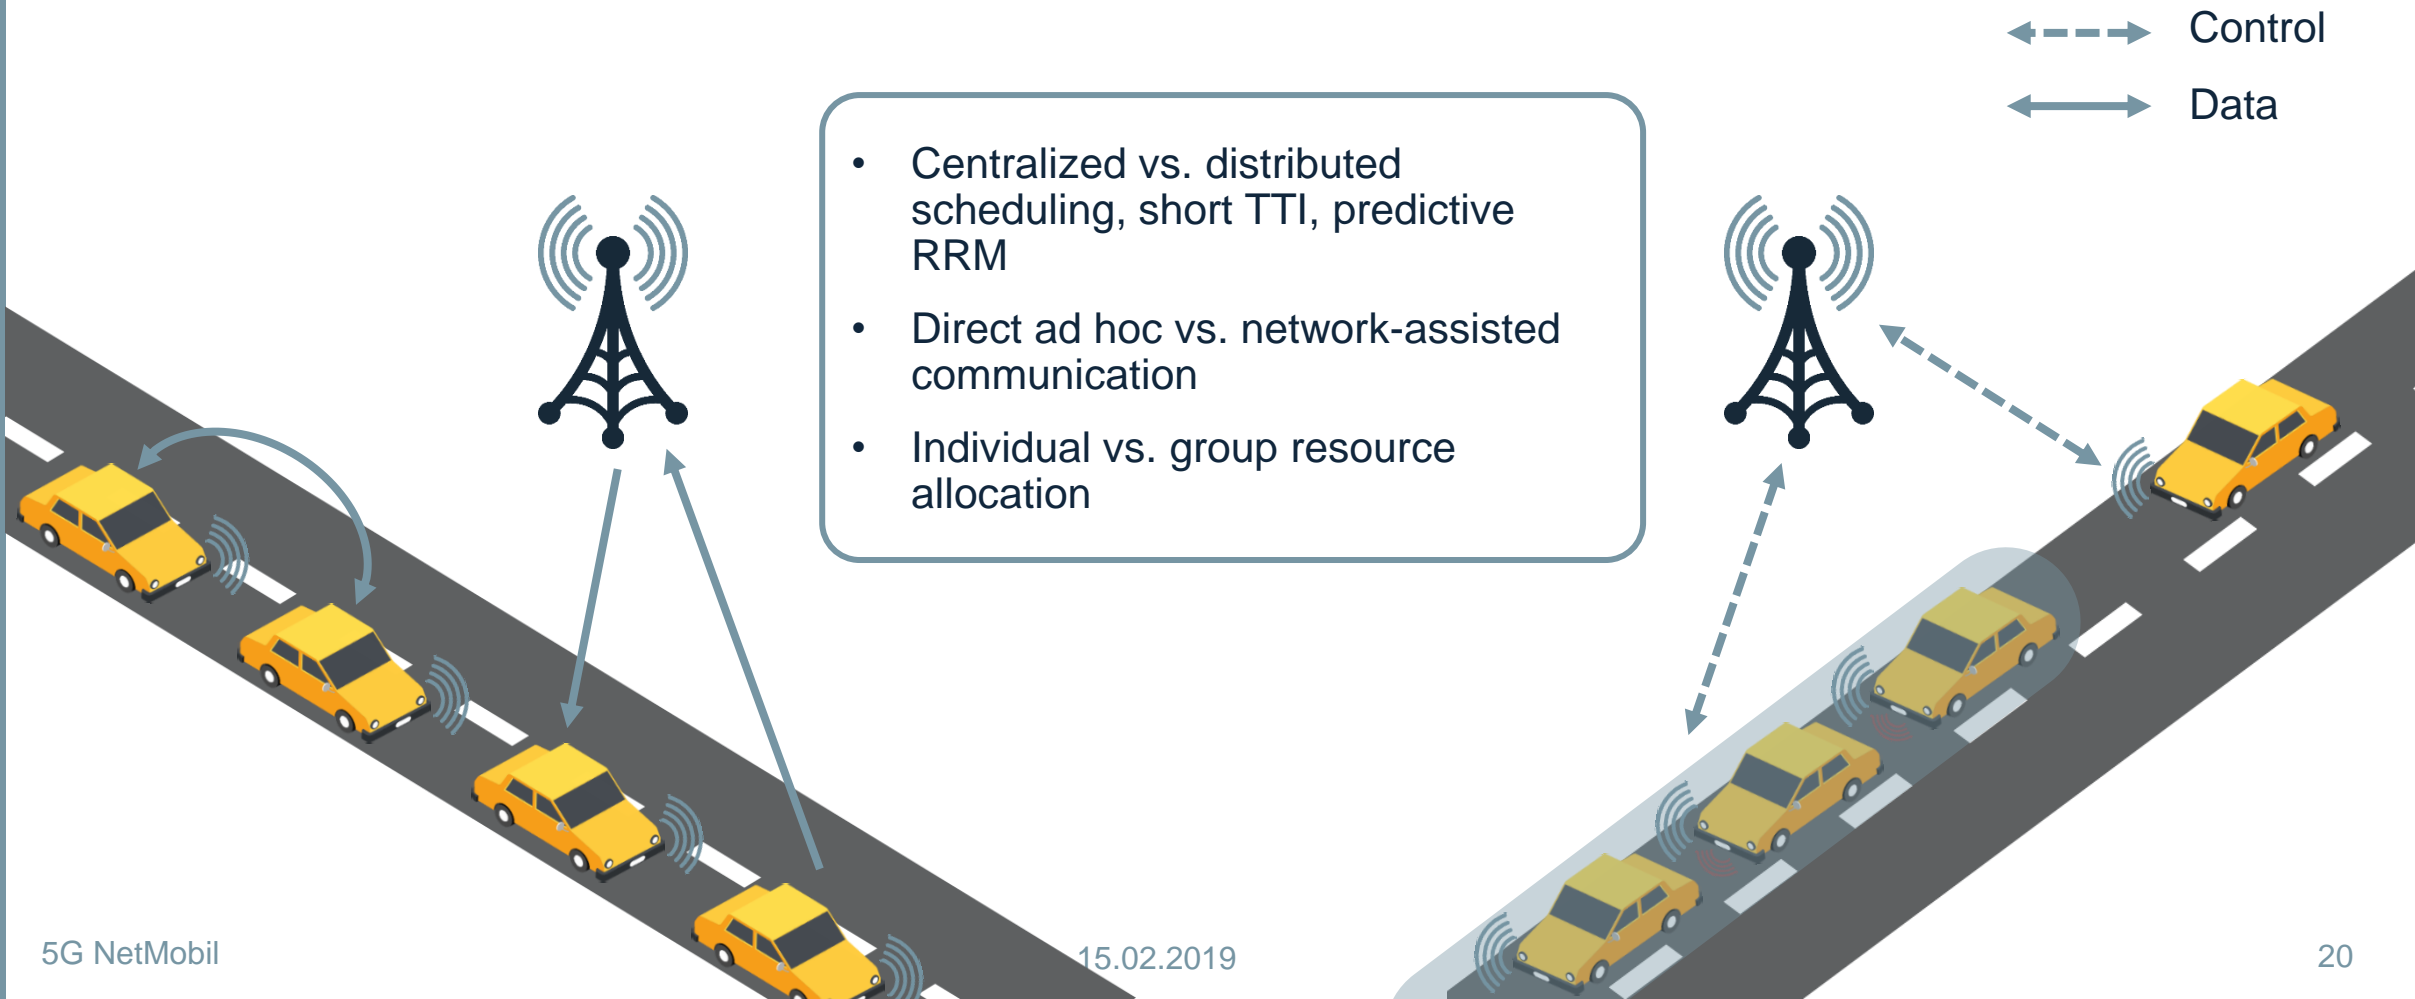 Control
Data
• Centralized vs. distributed
scheduling, short TTI, predictive
RRM
• Direct ad hoc vs. network-assisted
communication
• Individual vs. group resource
allocation
5G NetMobil
15.02.2019
20